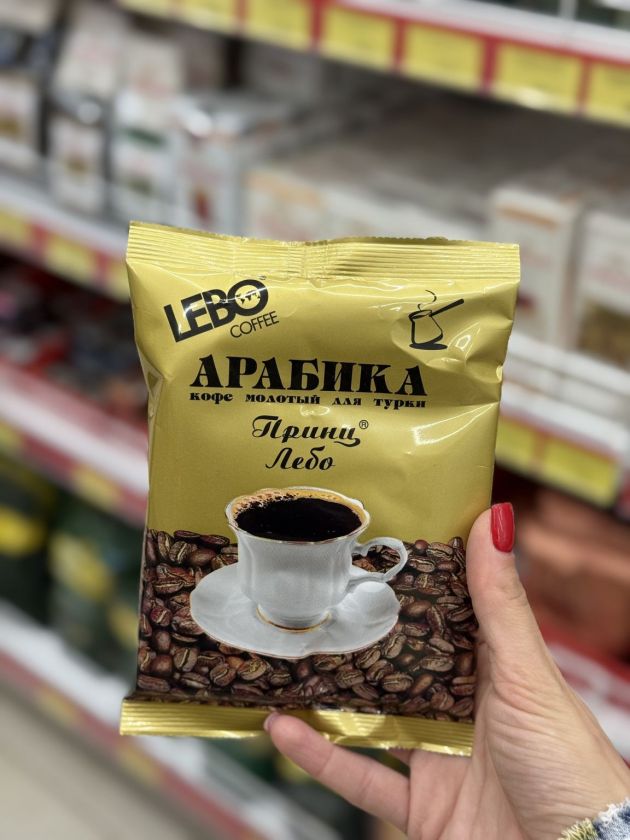 LEBO
COFFEE
АРАБИКА
кофе молотый для турки
Принц®
Лебо